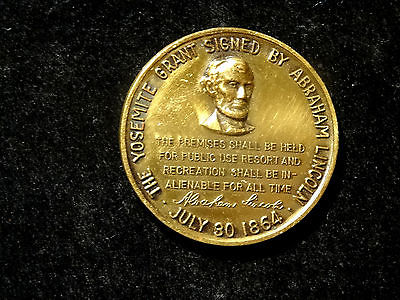 THE YOSEMITE GRANT SIGNED BY ABRAHAM LINCOLN
THE PREMISES SHALL BE HELD
FOR PUBLIC USE RESORT AND
RECREATION SHALL BE IN-
ALIENABLE FOR ALL TIME
Abraham Lincoln
. JULY 30 1864 .